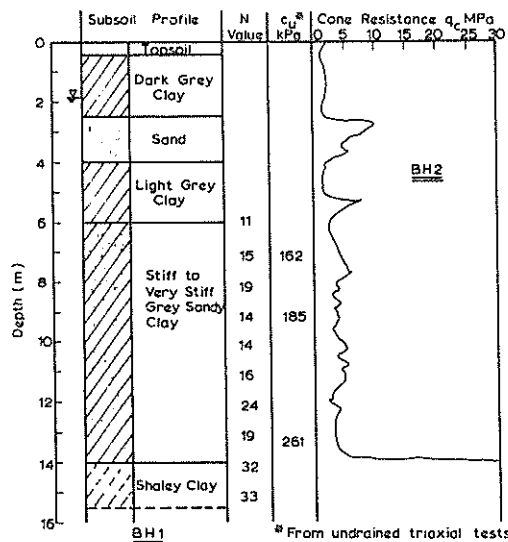 Subsoil Profile N Value cu* kPa Cone Resistance qc MPa
0 5 10 15 20 25 30
Topsoil
Dark Grey
Clay
Sand
Light Grey
Clay
Stiff to
Very Stiff
Grey Sandy
Clay
Shaley Clay
BH1
0
2
4
6
8
10
12
14
16
Depth (m)
11
15
19
14
14
16
24
19
32
33
162
185
261
BH2
* From undrained triaxial tests